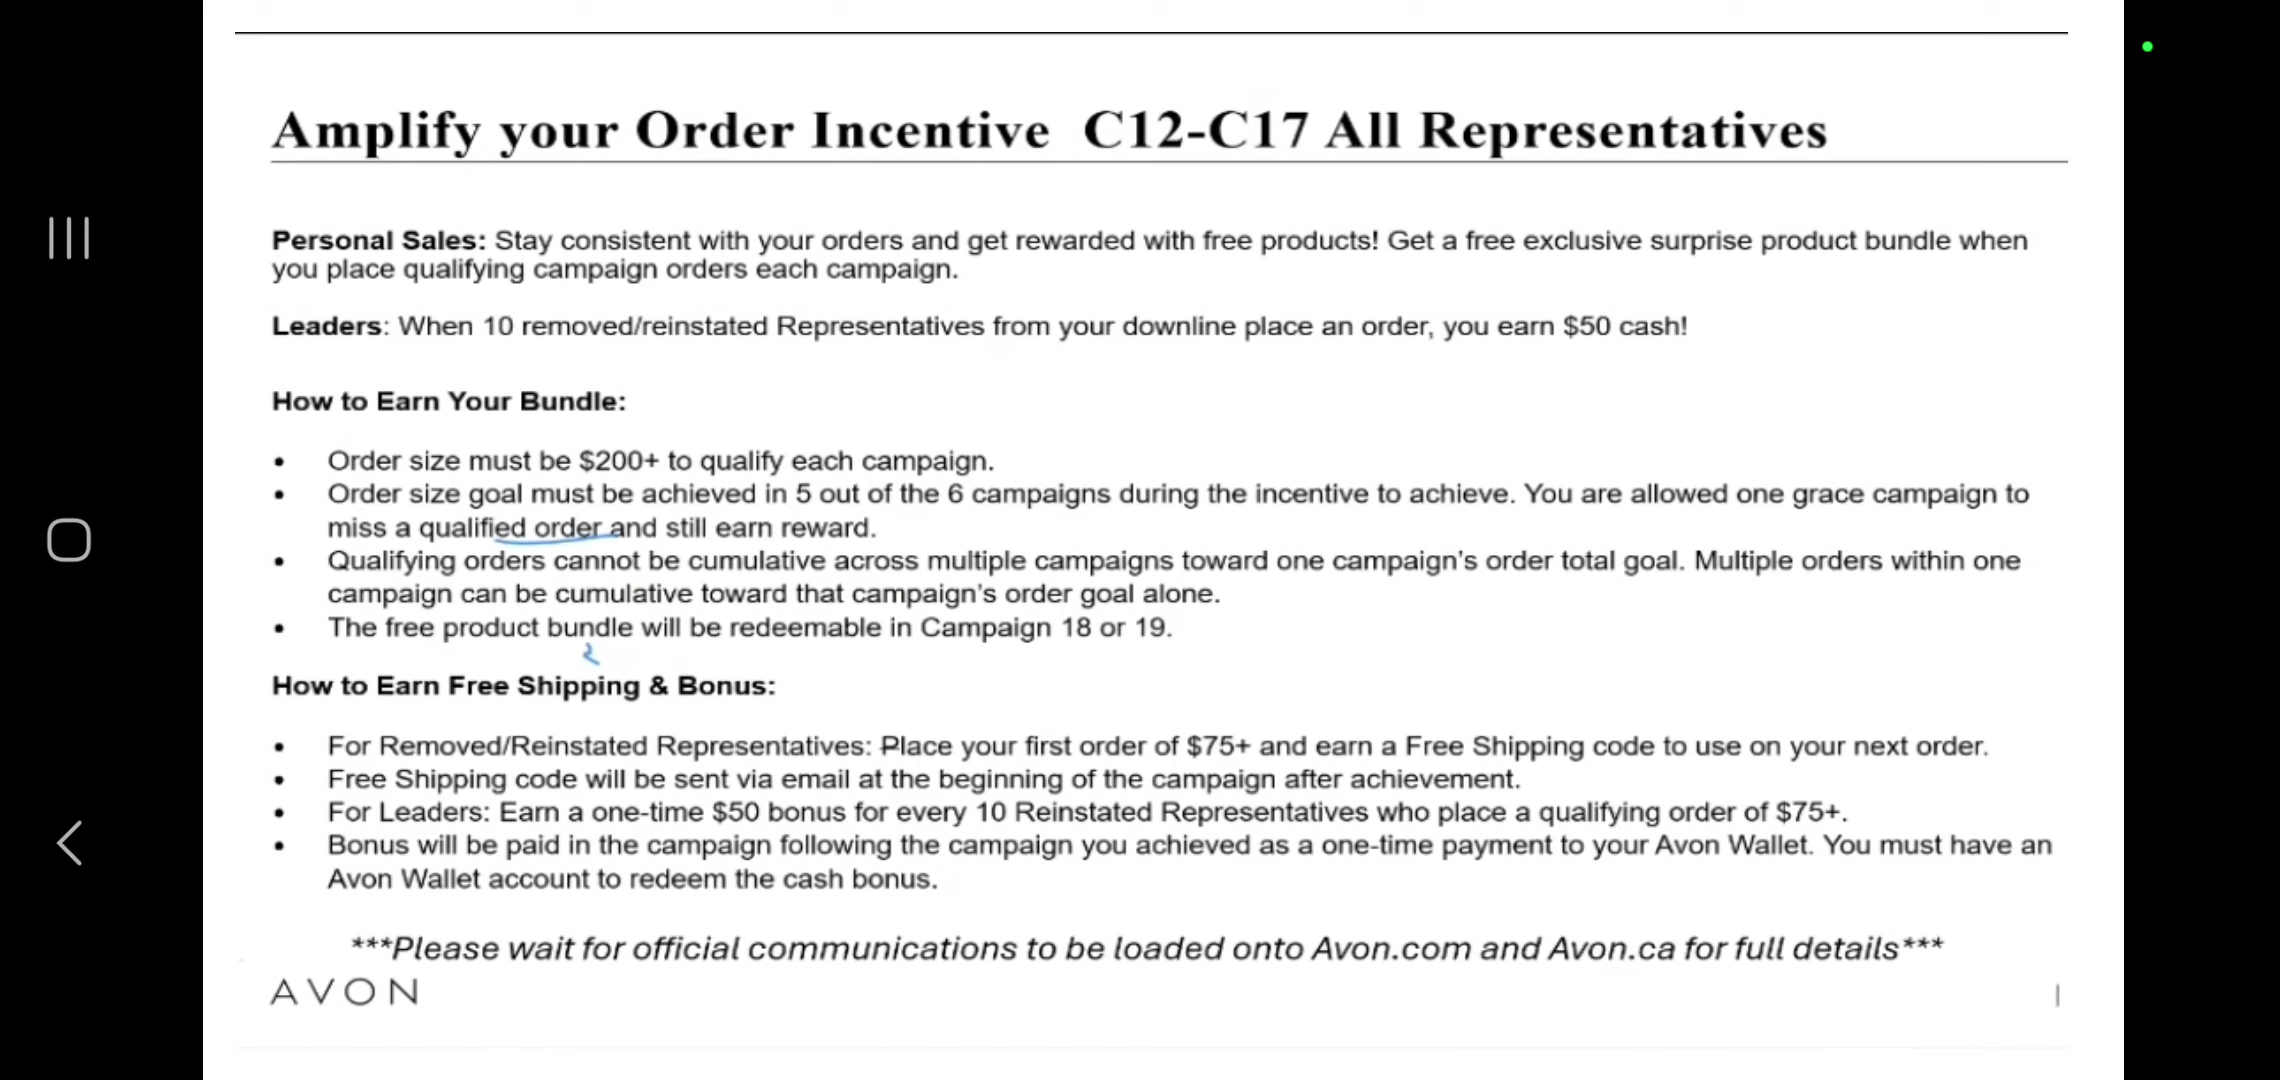 Amplify your Order Incentive C12-C17 All Representatives
Personal Sales: Stay consistent with your orders and get rewarded with free products! Get a free exclusive surprise product bundle when
you place qualifying campaign orders each campaign.
Leaders: When 10 removed/reinstated Representatives from your downline place an order, you earn $50 cash!
How to Earn Your Bundle:
• Order size must be $200+ to qualify each campaign.
• Order size goal must be achieved in 5 out of the 6 campaigns during the incentive to achieve. You are allowed one grace campaign to
miss a qualified order and still earn reward.
• Qualifying orders cannot be cumulative across multiple campaigns toward one campaign's order total goal. Multiple orders within one
campaign can be cumulative toward that campaign's order goal alone.
• The free product bundle will be redeemable in Campaign 18 or 19.
How to Earn Free Shipping & Bonus:
• For Removed/Reinstated Representatives: Place your first order of $75+ and earn a Free Shipping code to use on your next order.
• Free Shipping code will be sent via email at the beginning of the campaign after achievement.
• For Leaders: Earn a one-time $50 bonus for every 10 Reinstated Representatives who place a qualifying order of $75+.
• Bonus will be paid in the campaign following the campaign you achieved as a one-time payment to your Avon Wallet. You must have an
Avon Wallet account to redeem the cash bonus.
***Please wait for official communications to be loaded onto Avon.com and Avon.ca for full details***
AVON